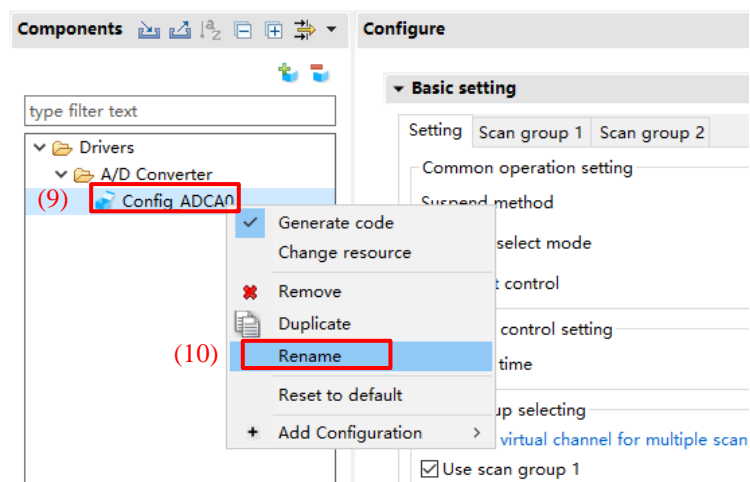 Components
Configure
Basic setting
type filter text
Setting Scan group 1 Scan group 2
Drivers
Common operation setting
A/D Converter
(9) Config_ADCA0
Suspend method
Generate code
Change resource
select mode
Remove
control
Duplicate
control setting
(10) Rename
time
Reset to default
selecting
Add Configuration
virtual channel for multiple scan
Use scan group 1